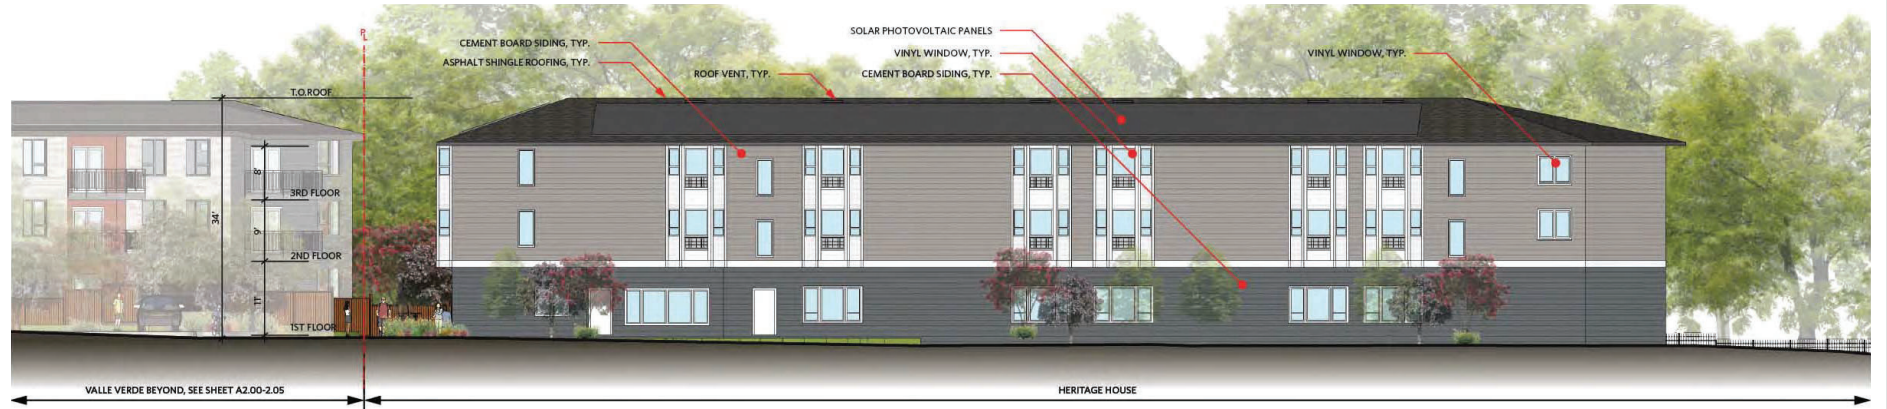 PL
CEMENT BOARD SIDING, TYP.
ASPHALT SHINGLE ROOFING, TYP.
ROOF VENT, TYP.
SOLAR PHOTOVOLTAIC PANELS
VINYL WINDOW, TYP.
CEMENT BOARD SIDING, TYP.
VINYL WINDOW, TYP.
T.O.ROOF
34'
8'
3RD FLOOR
9'
2ND FLOOR
11'
1ST FLOOR
VALLE VERDE BEYOND, SEE SHEET A2.00-2.05
HERITAGE HOUSE